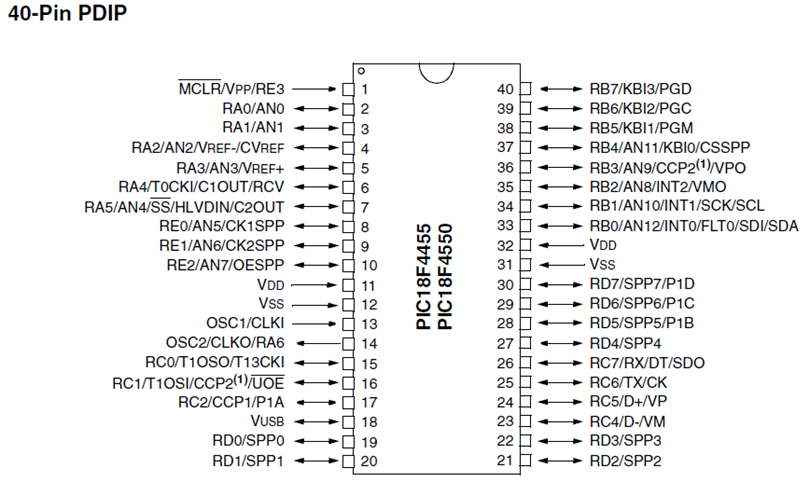 40-Pin PDIP
MCLR/VPP/RE3 1
RA0/AN0 2
RA1/AN1 3
RA2/AN2/VREF-/CVREF 4
RA3/AN3/VREF+ 5
RA4/T0CKI/C1OUT/RCV 6
RA5/AN4/SS/HLVDIN/C2OUT 7
RE0/AN5/CK1SPP 8
RE1/AN6/CK2SPP 9
RE2/AN7/OESPP 10
VDD 11
VSS 12
OSC1/CLKI 13
OSC2/CLKO/RA6 14
RC0/T1OSO/T13CKI 15
RC1/T1OSI/CCP2(1)/UOE 16
RC2/CCP1/P1A 17
VUSB 18
RD0/SPP0 19
RD1/SPP1 20
PIC18F4455
PIC18F4550
40 RB7/KBI3/PGD
39 RB6/KBI2/PGC
38 RB5/KBI1/PGM
37 RB4/AN11/KBI0/CSSPP
36 RB3/AN9/CCP2(1)/VPO
35 RB2/AN8/INT2/VMO
34 RB1/AN10/INT1/SCK/SCL
33 RB0/AN12/INT0/FLT0/SDI/SDA
32 VDD
31 VSS
30 RD7/SPP7/P1D
29 RD6/SPP6/P1C
28 RD5/SPP5/P1B
27 RD4/SPP4
26 RC7/RX/DT/SDO
25 RC6/TX/CK
24 RC5/D+/VP
23 RC4/D-/VM
22 RD3/SPP3
21 RD2/SPP2